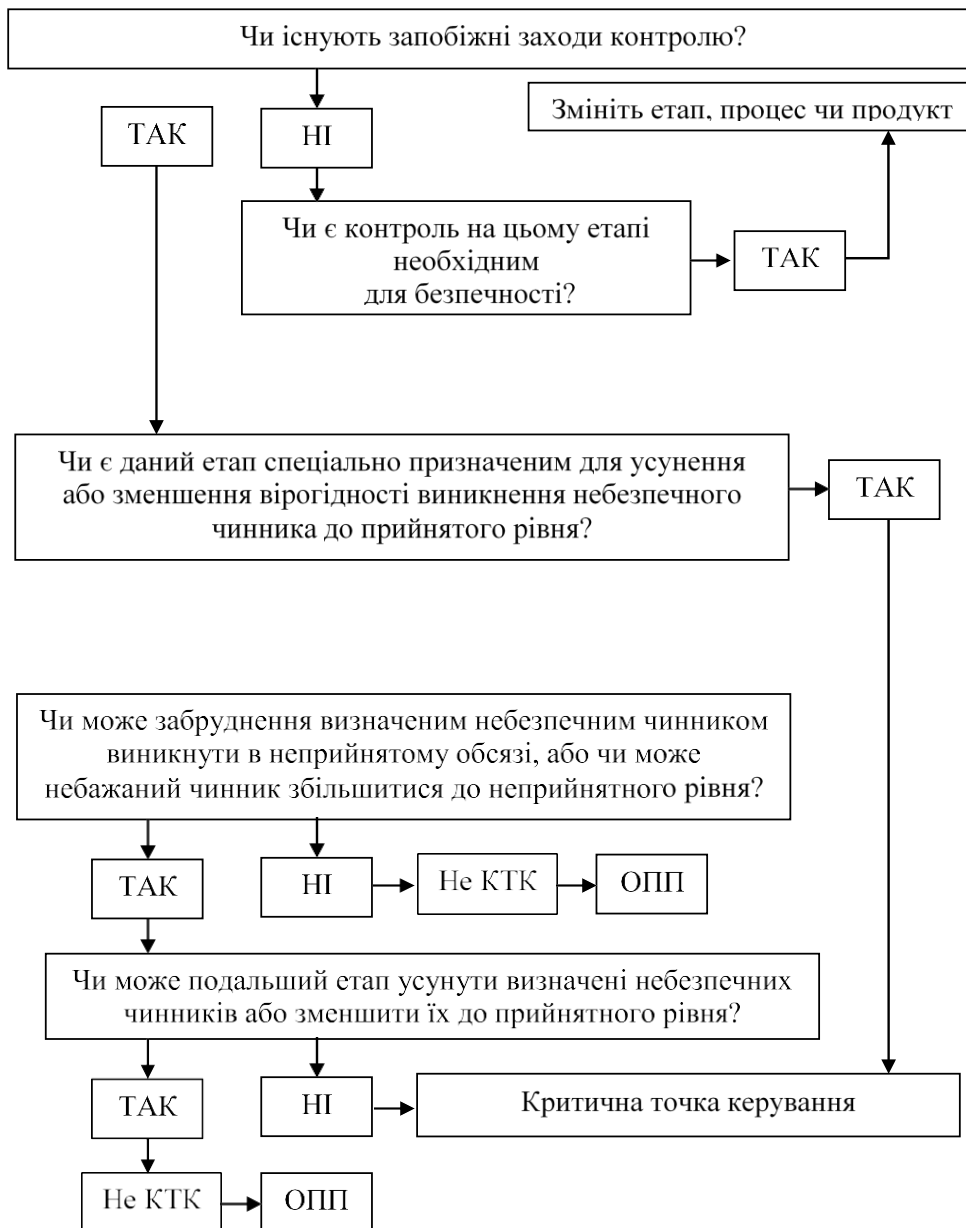 Чи існують запобіжні заходи контролю?
Змініть етап, процес чи продукт
ТАК
НІ
Чи є контроль на цьому етапі
необхідним
для безпечності?
ТАК
Чи є даний етап спеціально призначеним для усунення
або зменшення вірогідності виникнення небезпечного
чинника до прийнятого рівня?
ТАК
Чи може забруднення визначеним небезпечним чинником
виникнути в неприйнятому обсязі, або чи може
небажаний чинник збільшитися до неприйнятного рівня?
ТАК
НІ
Не КТК
ОПП
Чи може подальший етап усунути визначені небезпечних
чинників або зменшити їх до прийнятного рівня?
ТАК
НІ
Критична точка керування
Не КТК
ОПП